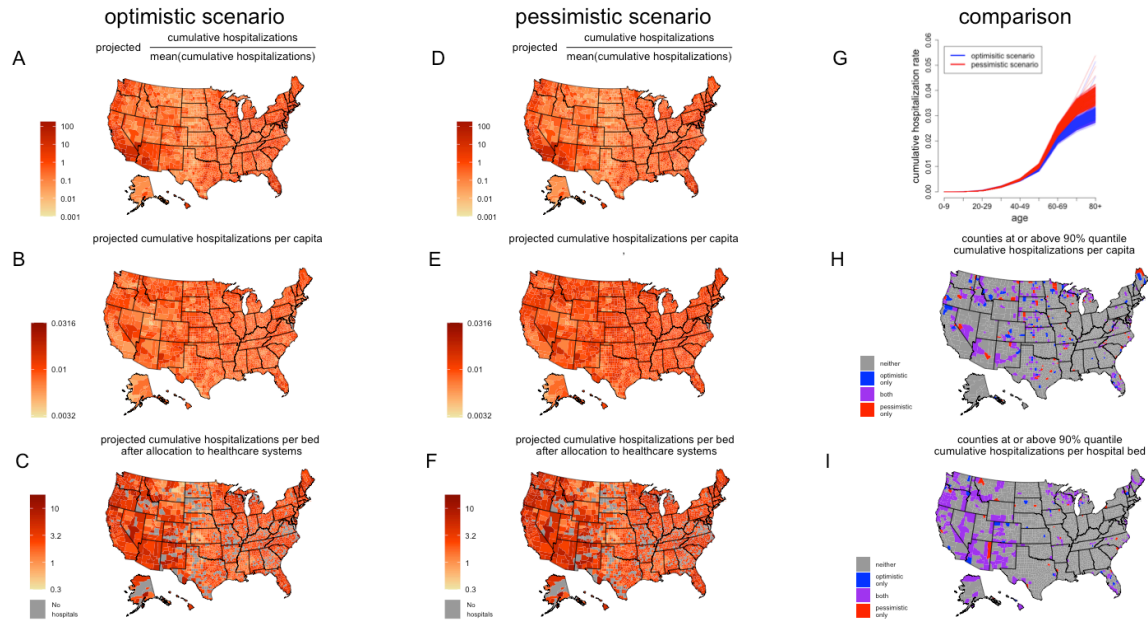 optimistic scenario
pessimistic scenario
comparison
A
projected
cumulative hospitalizations
mean(cumulative hospitalizations)
100
10
1
0.1
0.01
0.001
D
projected
cumulative hospitalizations
mean(cumulative hospitalizations)
100
10
1
0.1
0.01
0.001
G
cumulative hospitalization rate
0.06
0.05
0.04
0.03
0.02
0.01
0.00
optimisitic scenario
pessimistic scenario
0-9
20-29
40-49
60-69
80+
age
B
projected cumulative hospitalizations per capita
0.0316
0.01
0.0032
E
projected cumulative hospitalizations per capita
0.0316
0.01
0.0032
H
counties at or above 90% quantile
cumulative hospitalizations per capita
neither
optimistic
only
both
pessimistic
only
C
projected cumulative hospitalizations per bed
after allocation to healthcare systems
10
3.2
1
0.3
No
hospitals
F
projected cumulative hospitalizations per bed
after allocation to healthcare systems
10
3.2
1
0.3
No
hospitals
I
counties at or above 90% quantile
cumulative hospitalizations per hospital bed
neither
optimistic
only
both
pessimistic
only